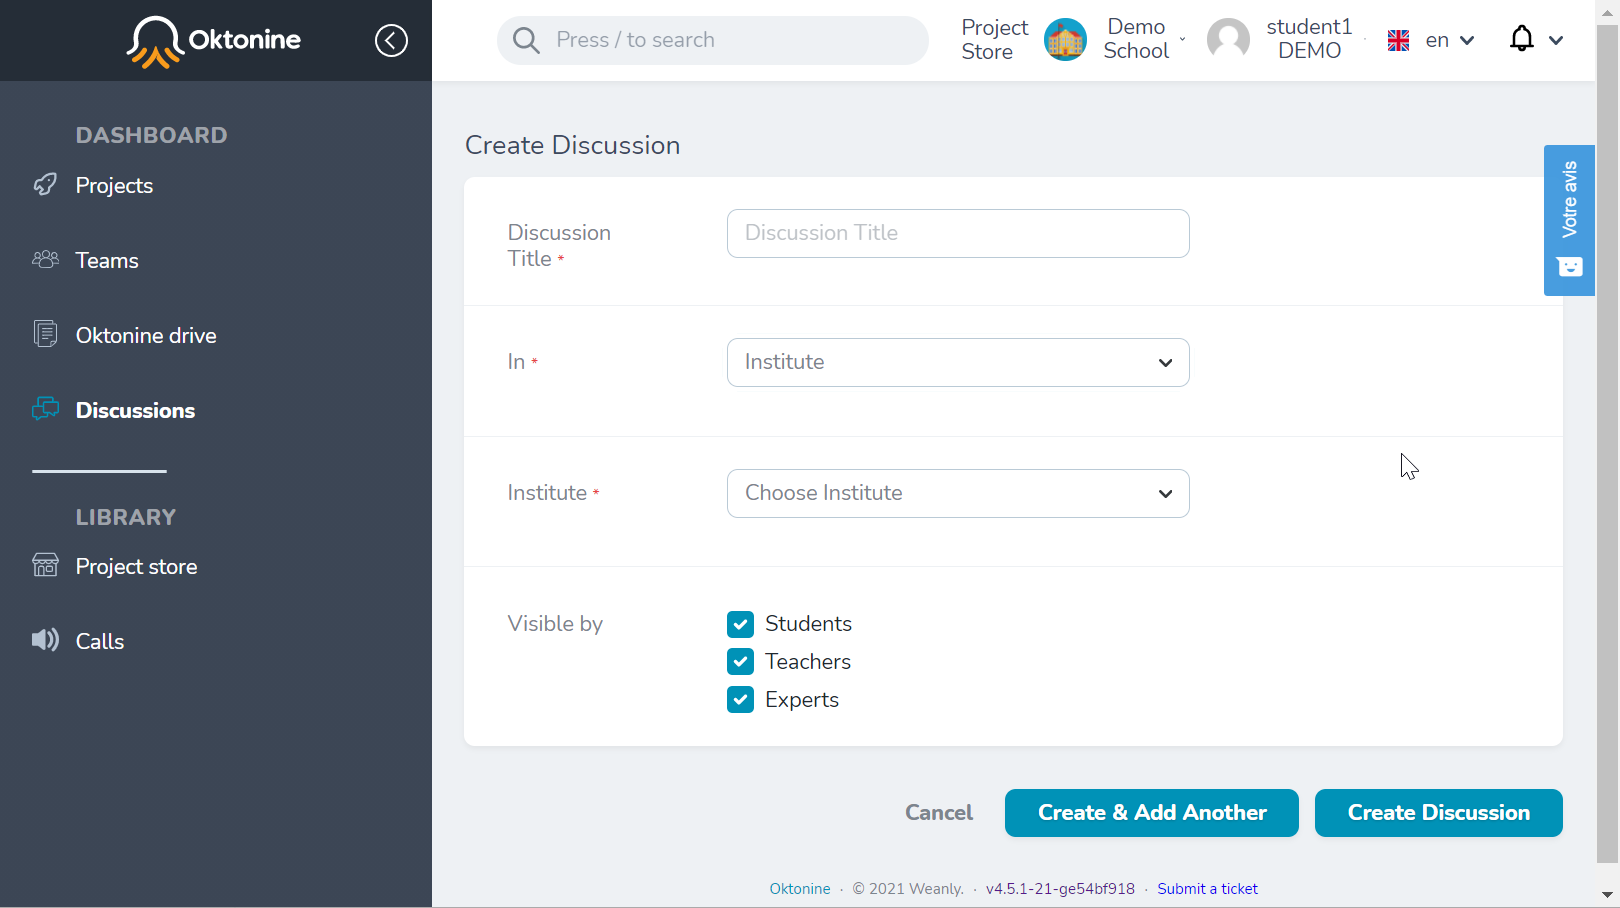 Oktonine
Press / to search
Project
Store
Demo
School
student1
DEMO
en
DASHBOARD
Projects
Teams
Oktonine drive
Discussions
LIBRARY
Project store
Calls
Create Discussion
Votre avis
Discussion
Title *
Discussion Title
In *
Institute
Institute *
Choose Institute
Visible by
Students
Teachers
Experts
Cancel
Create & Add Another
Create Discussion
Oktonine · © 2021 Weanly. · v4.5.1-21-ge54bf918 · Submit a ticket